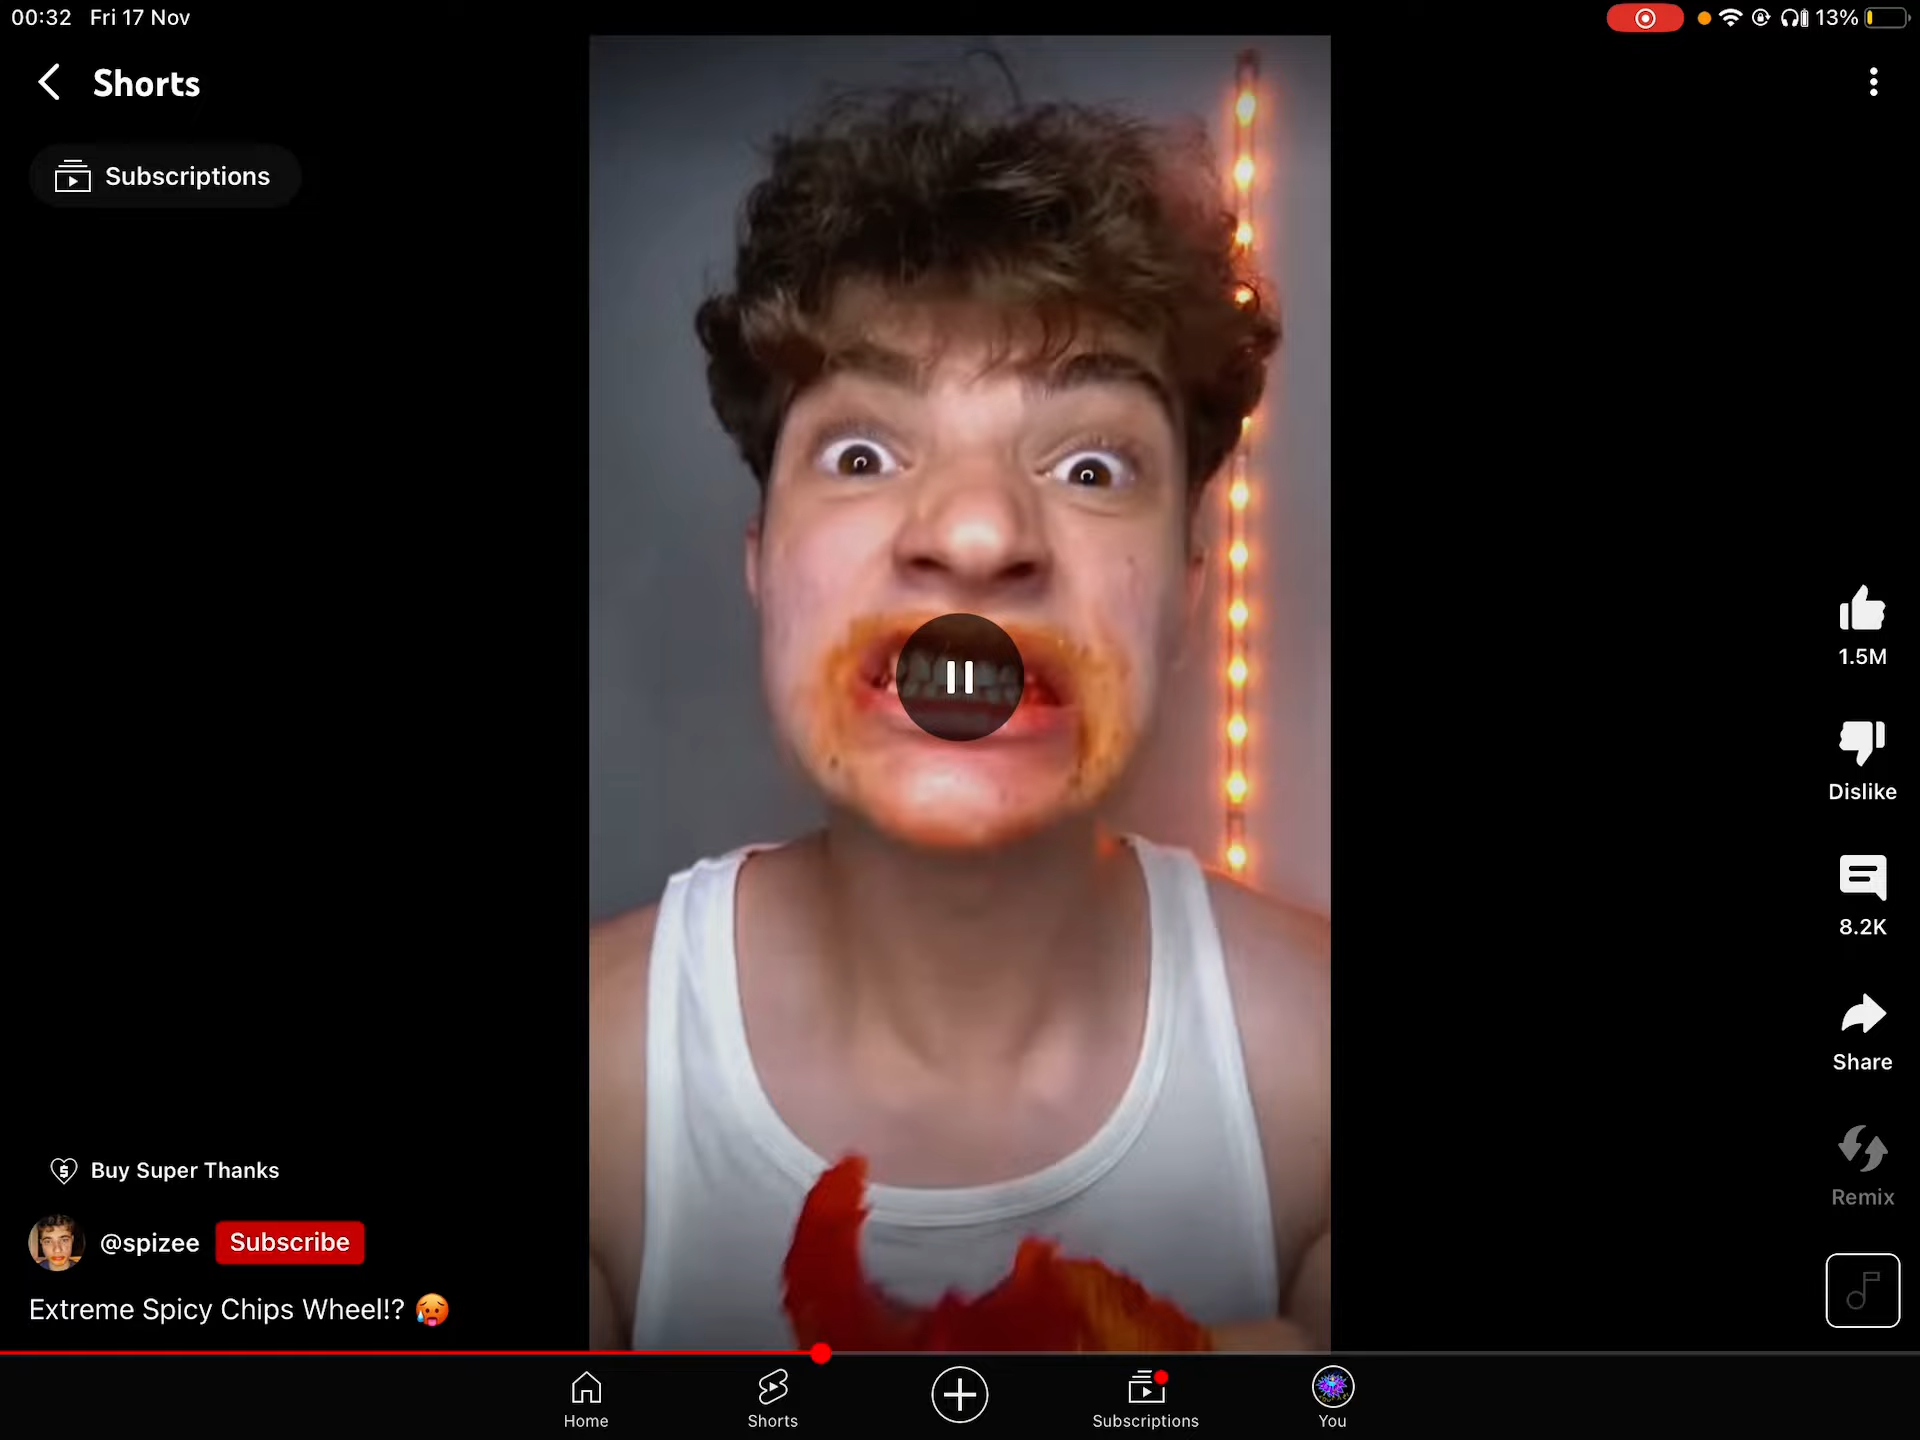 00:32 Fri 17 Nov
13%
Shorts
Subscriptions
1.5M
Dislike
8.2K
Share
Remix
Buy Super Thanks
@spizee Subscribe
Extreme Spicy Chips Wheel!? 🥵
Home Shorts Subscriptions You